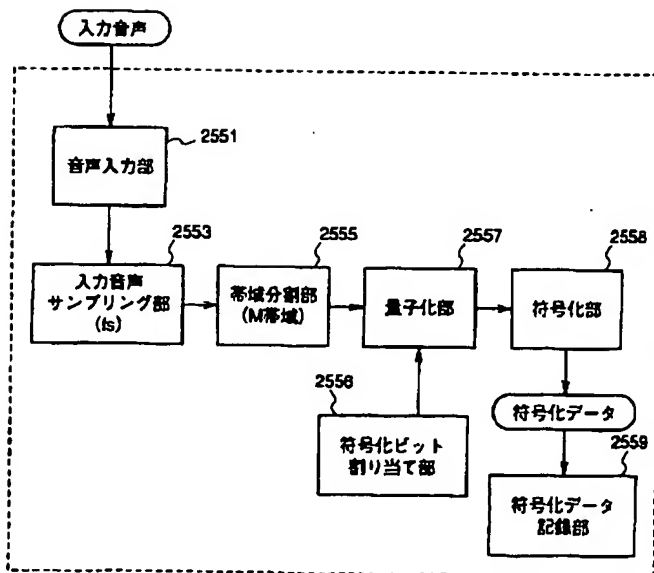 入力音声
2551
音声入力部
2553
入力音声
サンプリング部
(fs)
2555
帯域分割部
(M帯域)
2557
量子化部
2558
符号化部
2556
符号化ビット
割り当て部
符号化データ
2559
符号化データ
記録部